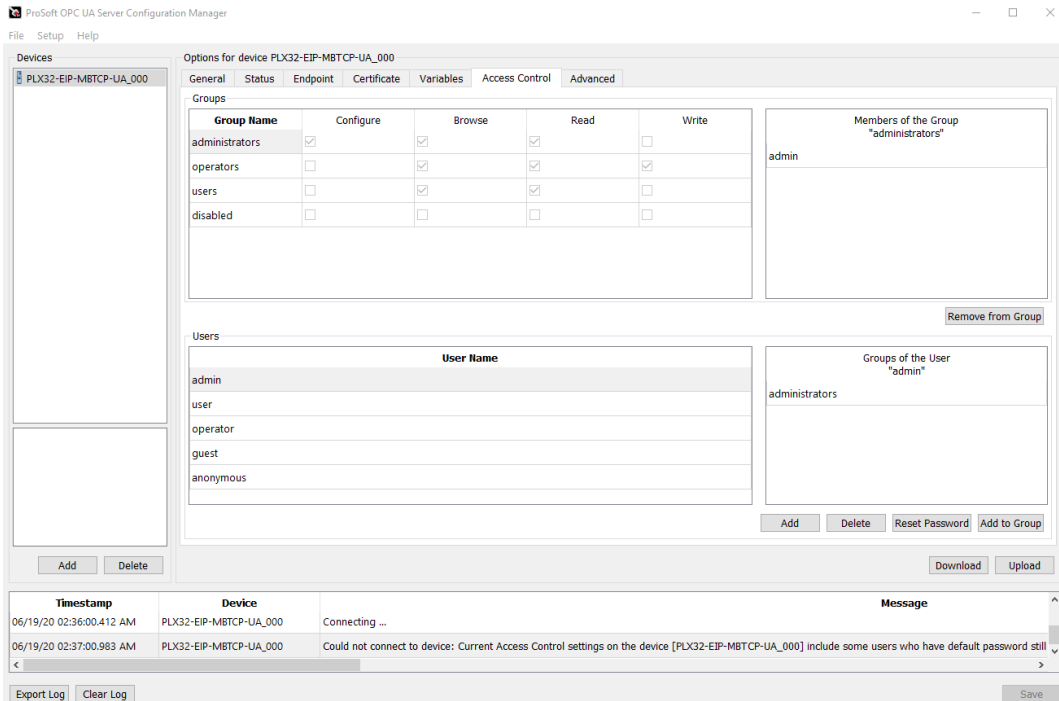 ProSoft OPC UA Server Configuration Manager
File Setup Help
Devices
PLX32-EIP-MBTCP-UA_000
Add Delete
Options for device PLX32-EIP-MBTCP-UA_000
General Status Endpoint Certificate Variables Access Control Advanced
Groups
Group Name Configure Browse Read Write
administrators
operators
users
disabled
Members of the Group
"administrators"
admin
Remove from Group
Users
User Name
admin
user
operator
guest
anonymous
Groups of the User
"admin"
administrators
Add Delete Reset Password Add to Group
Download Upload
Timestamp Device Message
06/19/20 02:36:00.412 AM PLX32-EIP-MBTCP-UA_000 Connecting ...
06/19/20 02:37:00.983 AM PLX32-EIP-MBTCP-UA_000 Could not connect to device: Current Access Control settings on the device [PLX32-EIP-MBTCP-UA_000] include some users who have default password still
Export Log Clear Log Save